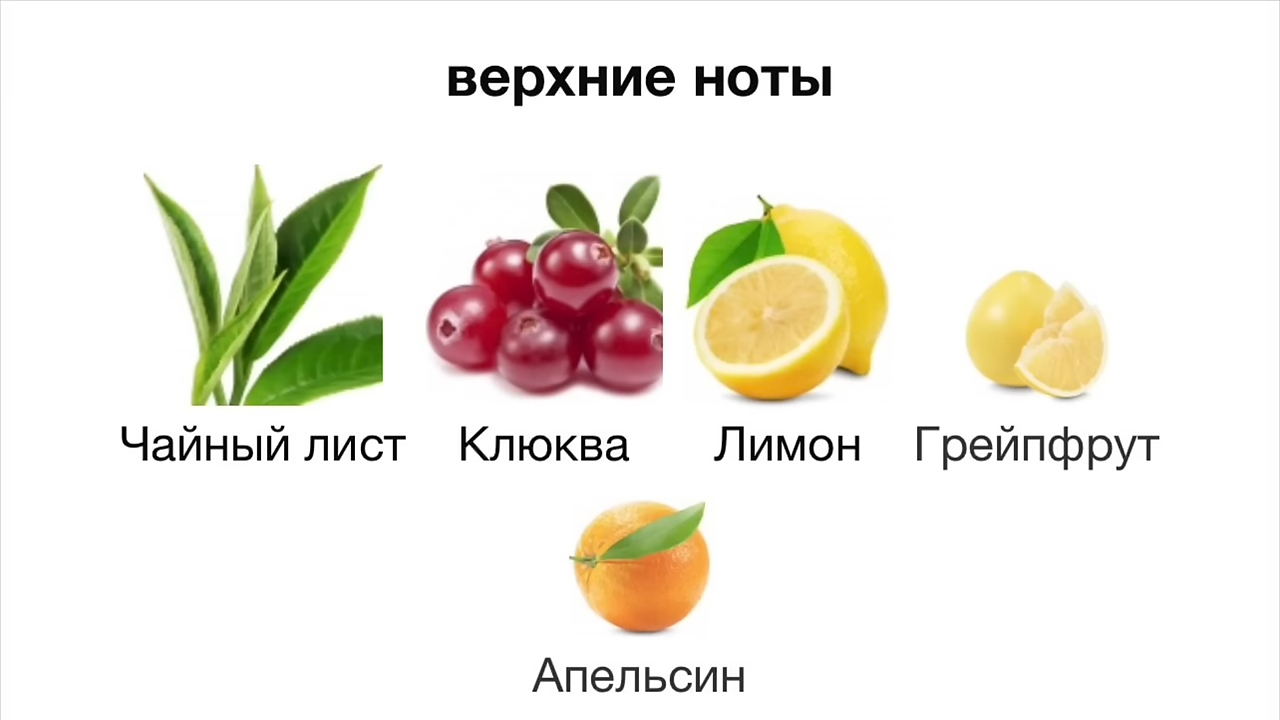 верхние ноты
Чайный лист
Клюква
Лимон
Грейпфрут
Апельсин